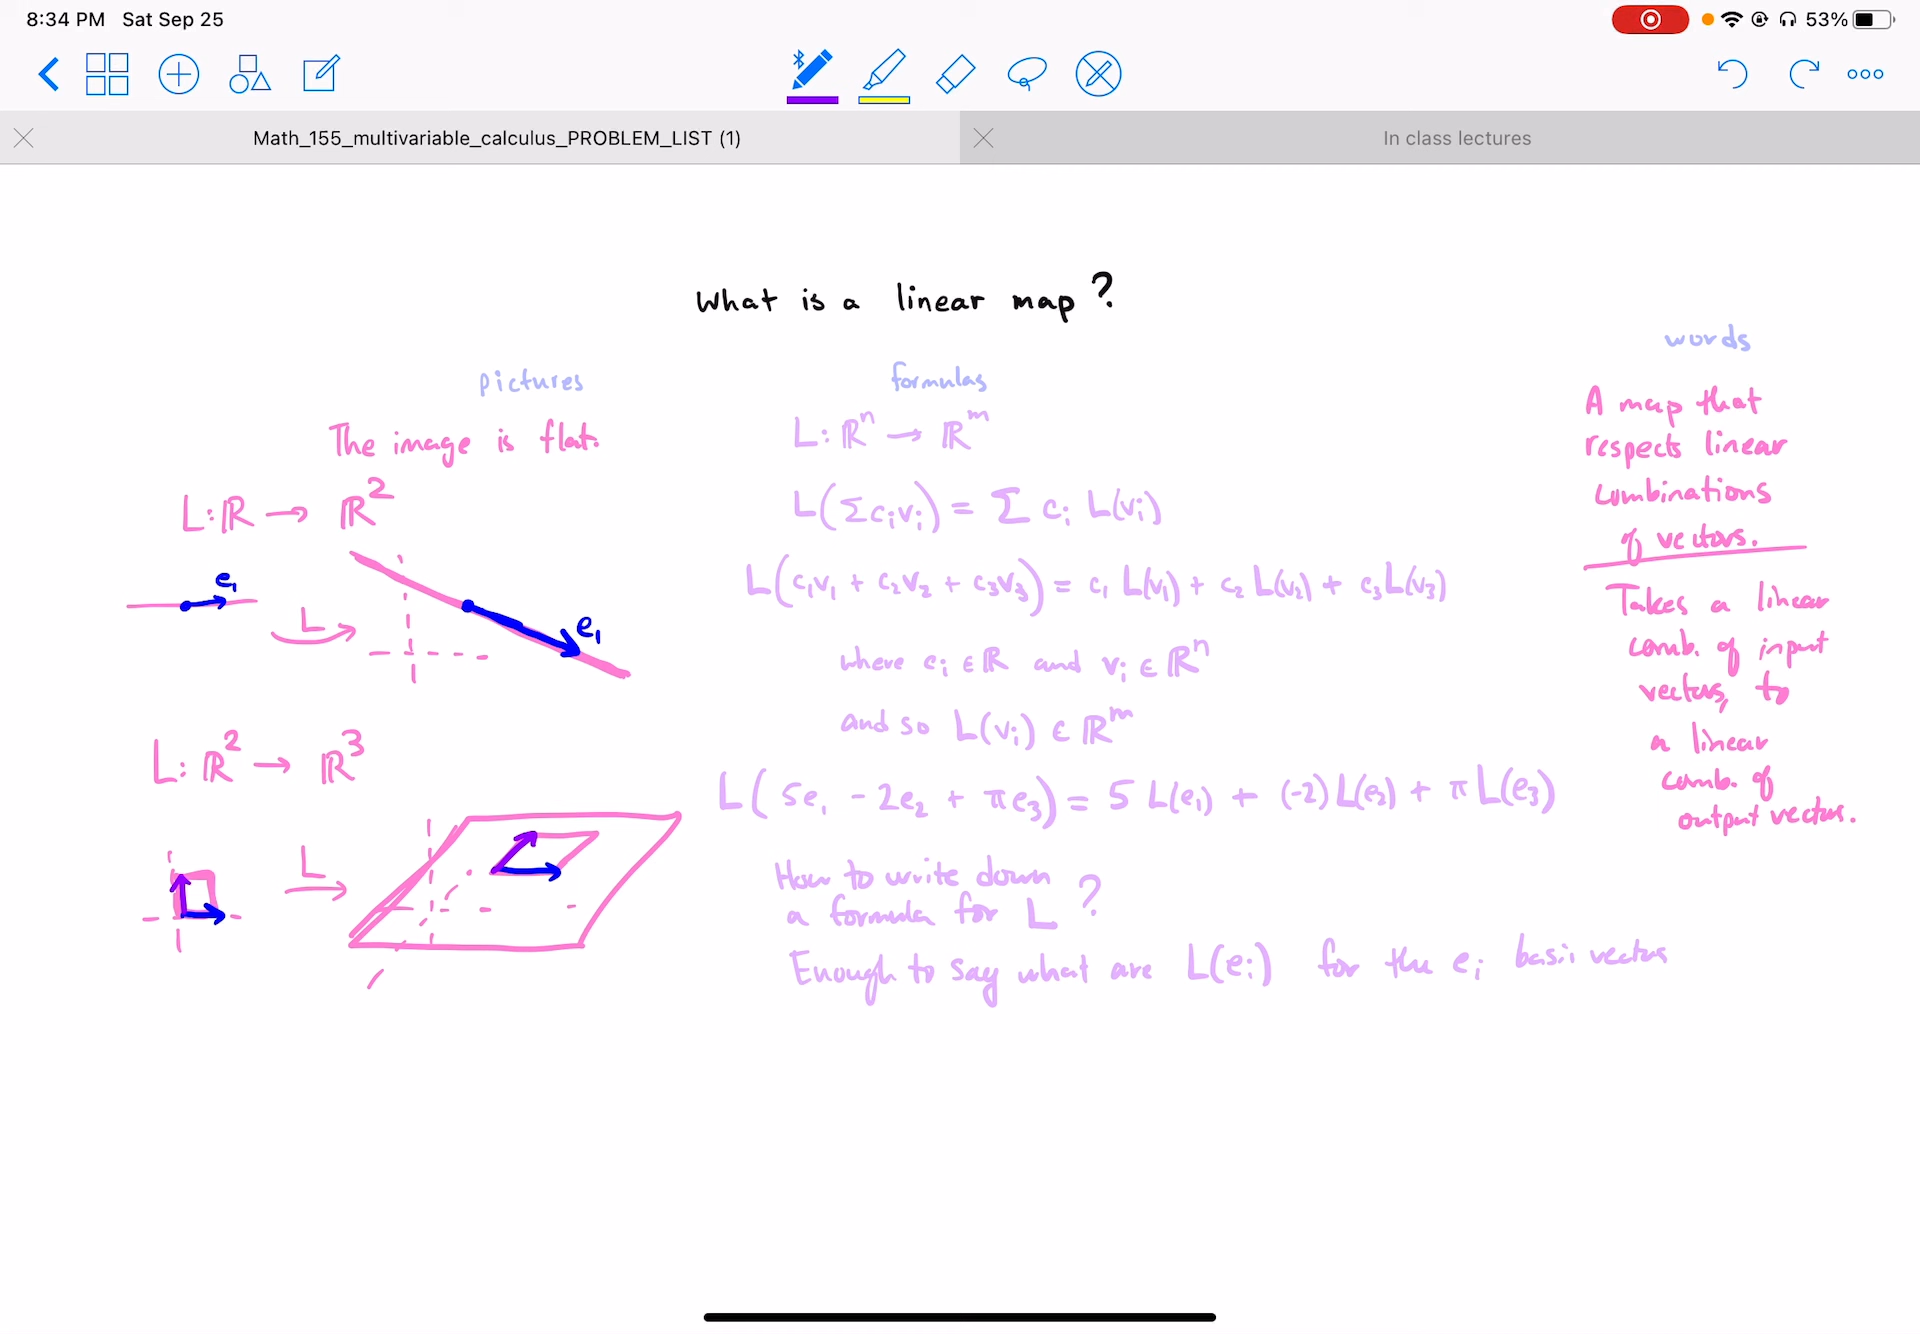 8:34 PM Sat Sep 25
53%
Math_155_multivariable_calculus_PROBLEM_LIST (1)
In class lectures
What is a linear map?
pictures
The image is flat.
L: ℝ → ℝ²
e₁
L
e₁
L: ℝ² → ℝ³
L
formulas
L: ℝⁿ → ℝᵐ
L(Σcᵢvᵢ) = Σ cᵢ L(vᵢ)
L(c₁v₁ + c₂v₂ + c₃v₃) = c₁ L(v₁) + c₂ L(v₂) + c₃L(v₃)
where cᵢ ∈ ℝ and vᵢ ∈ ℝⁿ
and so L(vᵢ) ∈ ℝᵐ
L(5e₁ - 2e₂ + πe₃) = 5 L(e₁) + (-2)L(e₂) + π L(e₃)
How to write down
a formula for L ?
Enough to say what are L(eᵢ) for the eᵢ basis vectors
words
A map that
respects linear
combinations
of vectors.
Takes a linear
comb. of input
vectors, to
a linear
comb. of
output vectors.